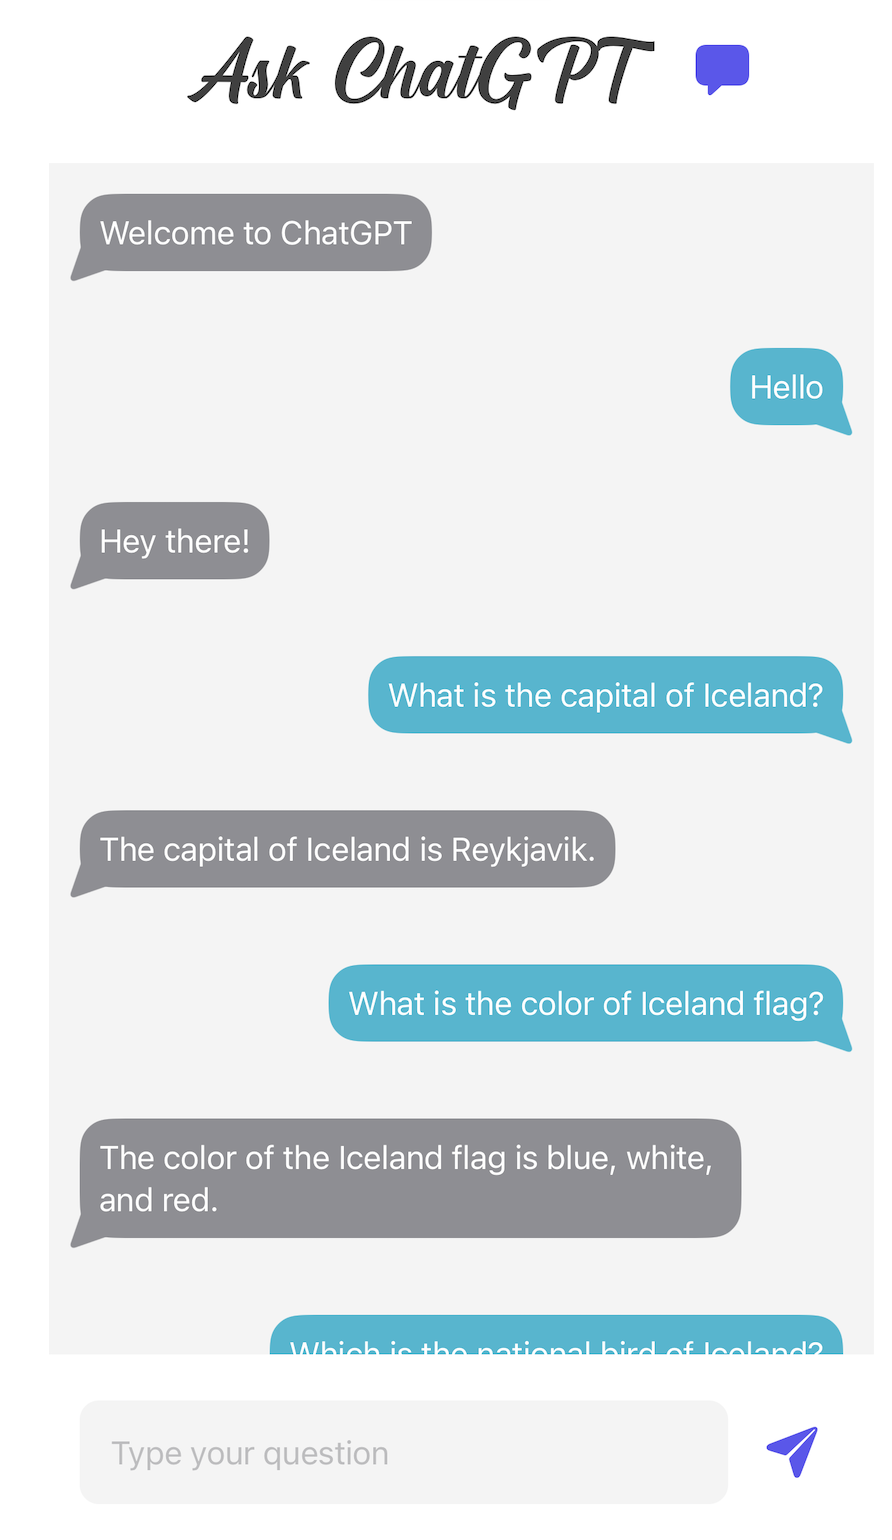 Ask ChatGPT
Welcome to ChatGPT
Hello
Hey there!
What is the capital of Iceland?
The capital of Iceland is Reykjavik.
What is the color of Iceland flag?
The color of the Iceland flag is blue, white,
and red.
Which is the national bird of Iceland?
Type your question